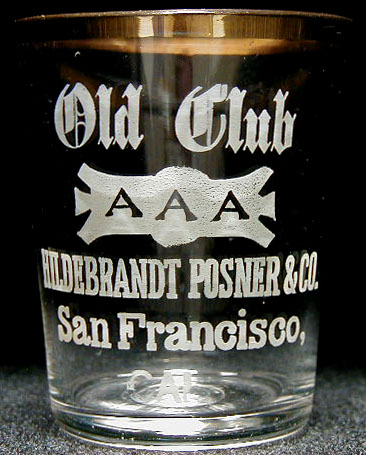 Old Club
AAA
HILDEBRANDT POSNER & CO.
San Francisco,
CAL